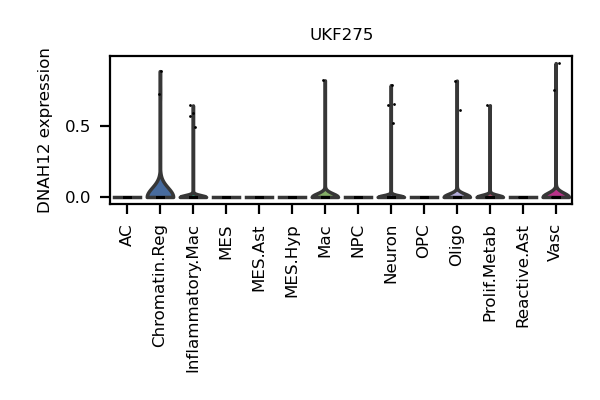 UKF275
DNAH12 expression
0.5
0.0
AC
Chromatin.Reg
Inflammatory.Mac
MES
MES.Ast
MES.Hyp
Mac
NPC
Neuron
OPC
Oligo
Prolif.Metab
Reactive.Ast
Vasc